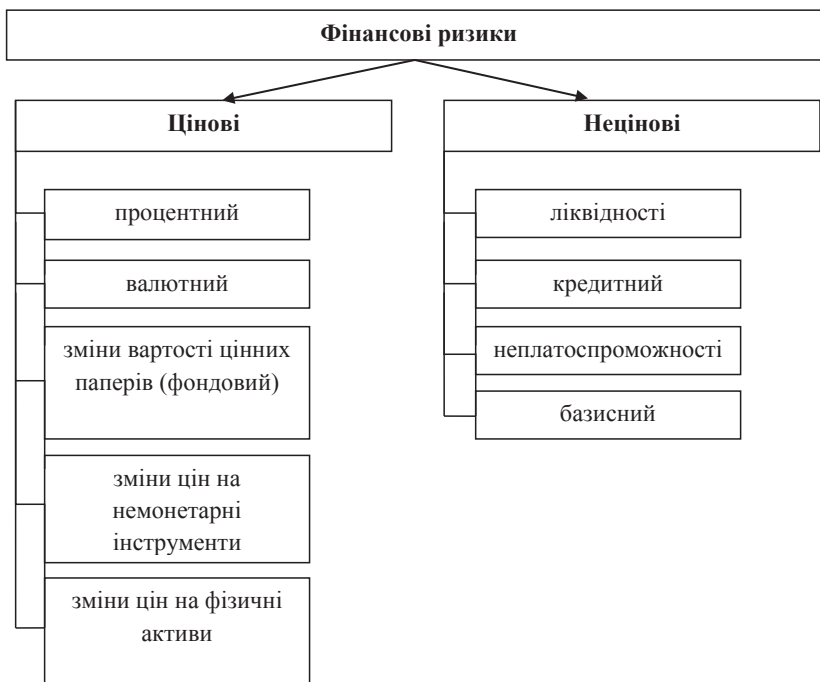 Фінансові ризики
Цінові
процентний
валютний
зміни вартості цінних
паперів (фондовий)
зміни цін на
немонетарні
інструменти
зміни цін на фізичні
активи
Нецінові
ліквідності
кредитний
неплатоспроможності
базисний